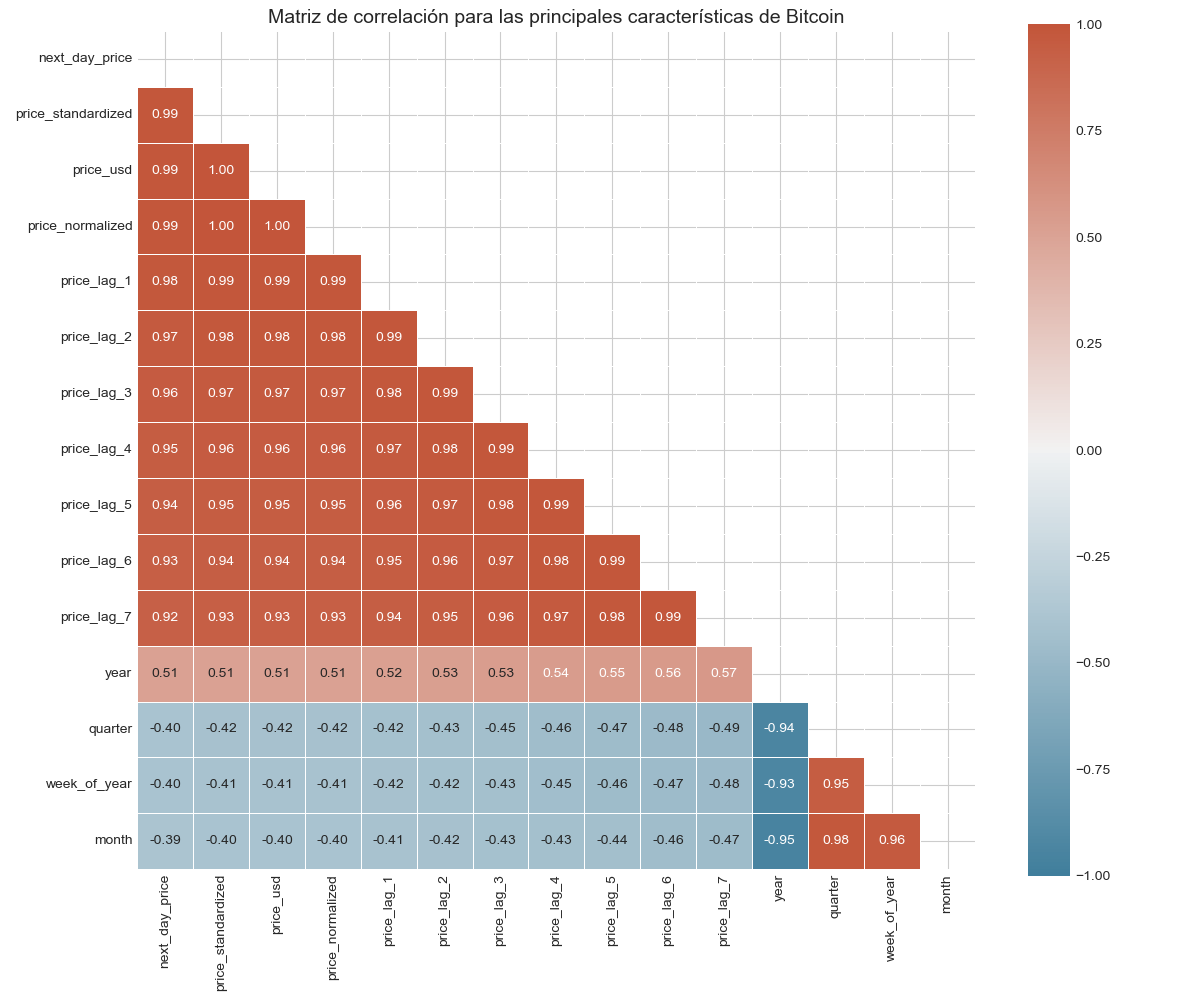 Matriz de correlación para las principales características de Bitcoin
next_day_price
price_standardized 0.99
price_usd 0.99 1.00
price_normalized 0.99 1.00 1.00
price_lag_1 0.98 0.99 0.99 0.99
price_lag_2 0.97 0.98 0.98 0.98 0.99
price_lag_3 0.96 0.97 0.97 0.97 0.98 0.99
price_lag_4 0.95 0.96 0.96 0.96 0.97 0.98 0.99
price_lag_5 0.94 0.95 0.95 0.95 0.96 0.97 0.98 0.99
price_lag_6 0.93 0.94 0.94 0.94 0.95 0.96 0.97 0.98 0.99
price_lag_7 0.92 0.93 0.93 0.93 0.94 0.95 0.96 0.97 0.98 0.99
year 0.51 0.51 0.51 0.51 0.52 0.53 0.53 0.54 0.55 0.56 0.57
quarter -0.40 -0.42 -0.42 -0.42 -0.42 -0.43 -0.45 -0.46 -0.47 -0.48 -0.49 -0.94
week_of_year -0.40 -0.41 -0.41 -0.41 -0.42 -0.42 -0.43 -0.45 -0.46 -0.47 -0.48 -0.93 0.95
month -0.39 -0.40 -0.40 -0.40 -0.41 -0.42 -0.43 -0.43 -0.44 -0.46 -0.47 -0.95 0.98 0.96
next_day_price
price_standardized
price_usd
price_normalized
price_lag_1
price_lag_2
price_lag_3
price_lag_4
price_lag_5
price_lag_6
price_lag_7
year
quarter
week_of_year
month
1.00
0.75
0.50
0.25
0.00
−0.25
−0.50
−0.75
−1.00